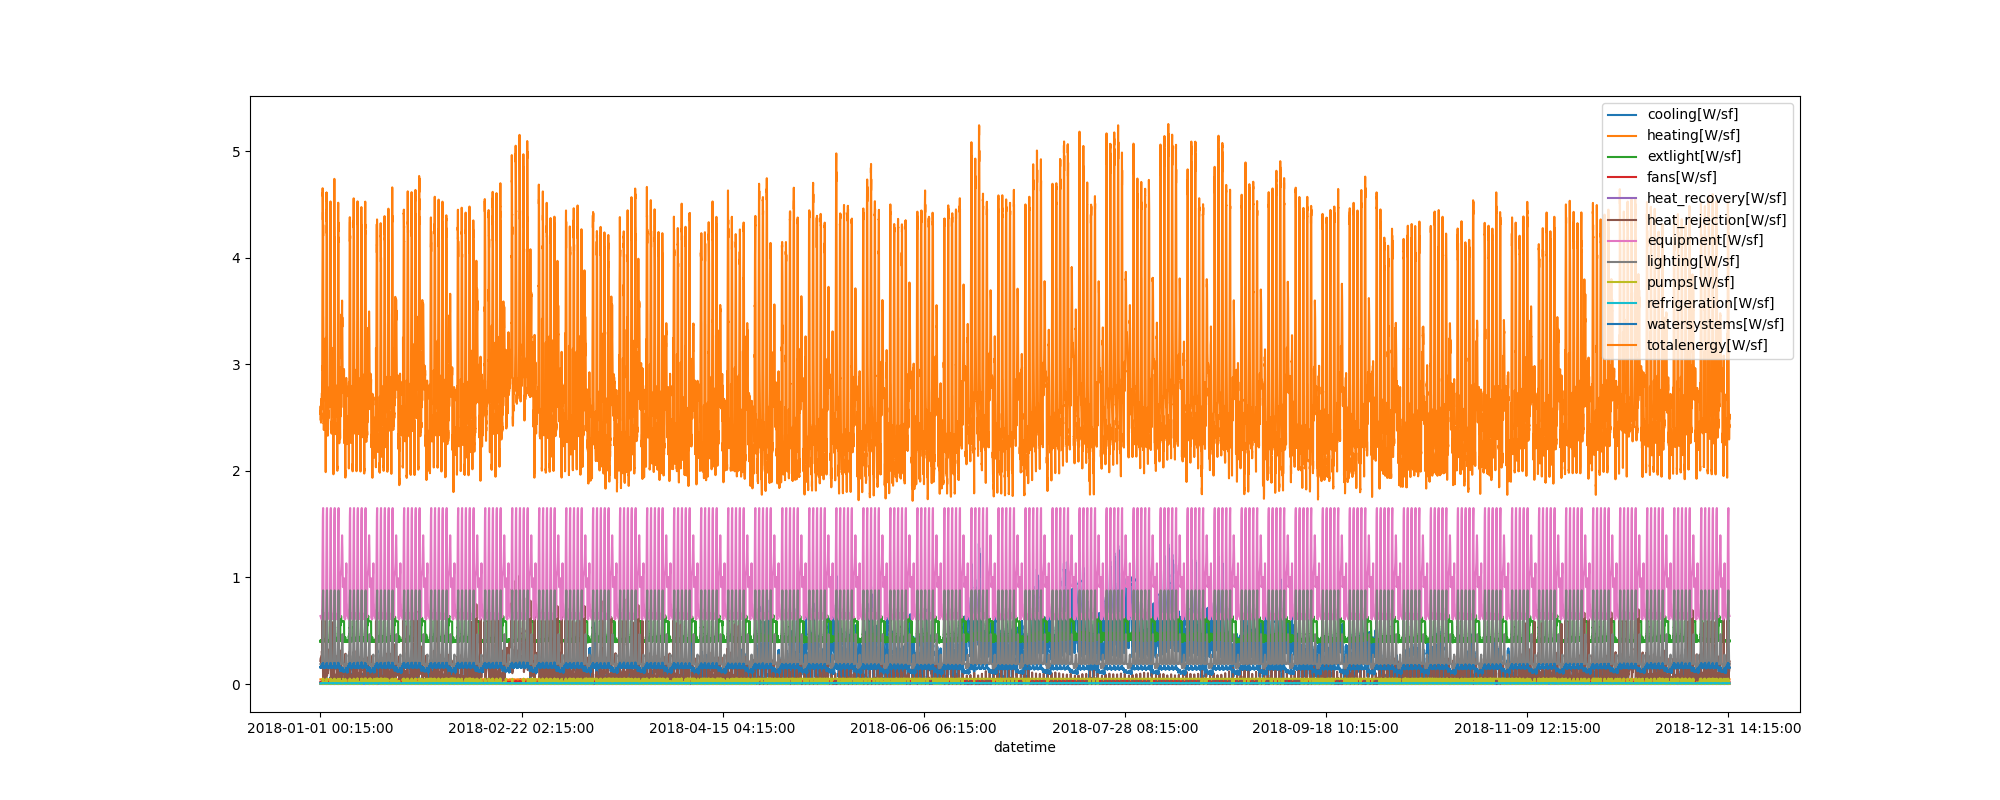 5
4
3
2
1
0
cooling[W/sf]
heating[W/sf]
extlight[W/sf]
fans[W/sf]
heat_recovery[W/sf]
heat_rejection[W/sf]
equipment[W/sf]
lighting[W/sf]
pumps[W/sf]
refrigeration[W/sf]
watersystems[W/sf]
totalenergy[W/sf]
2018-01-01 00:15:00 2018-02-22 02:15:00 2018-04-15 04:15:00 2018-06-06 06:15:00 2018-07-28 08:15:00 2018-09-18 10:15:00 2018-11-09 12:15:00 2018-12-31 14:15:00
datetime